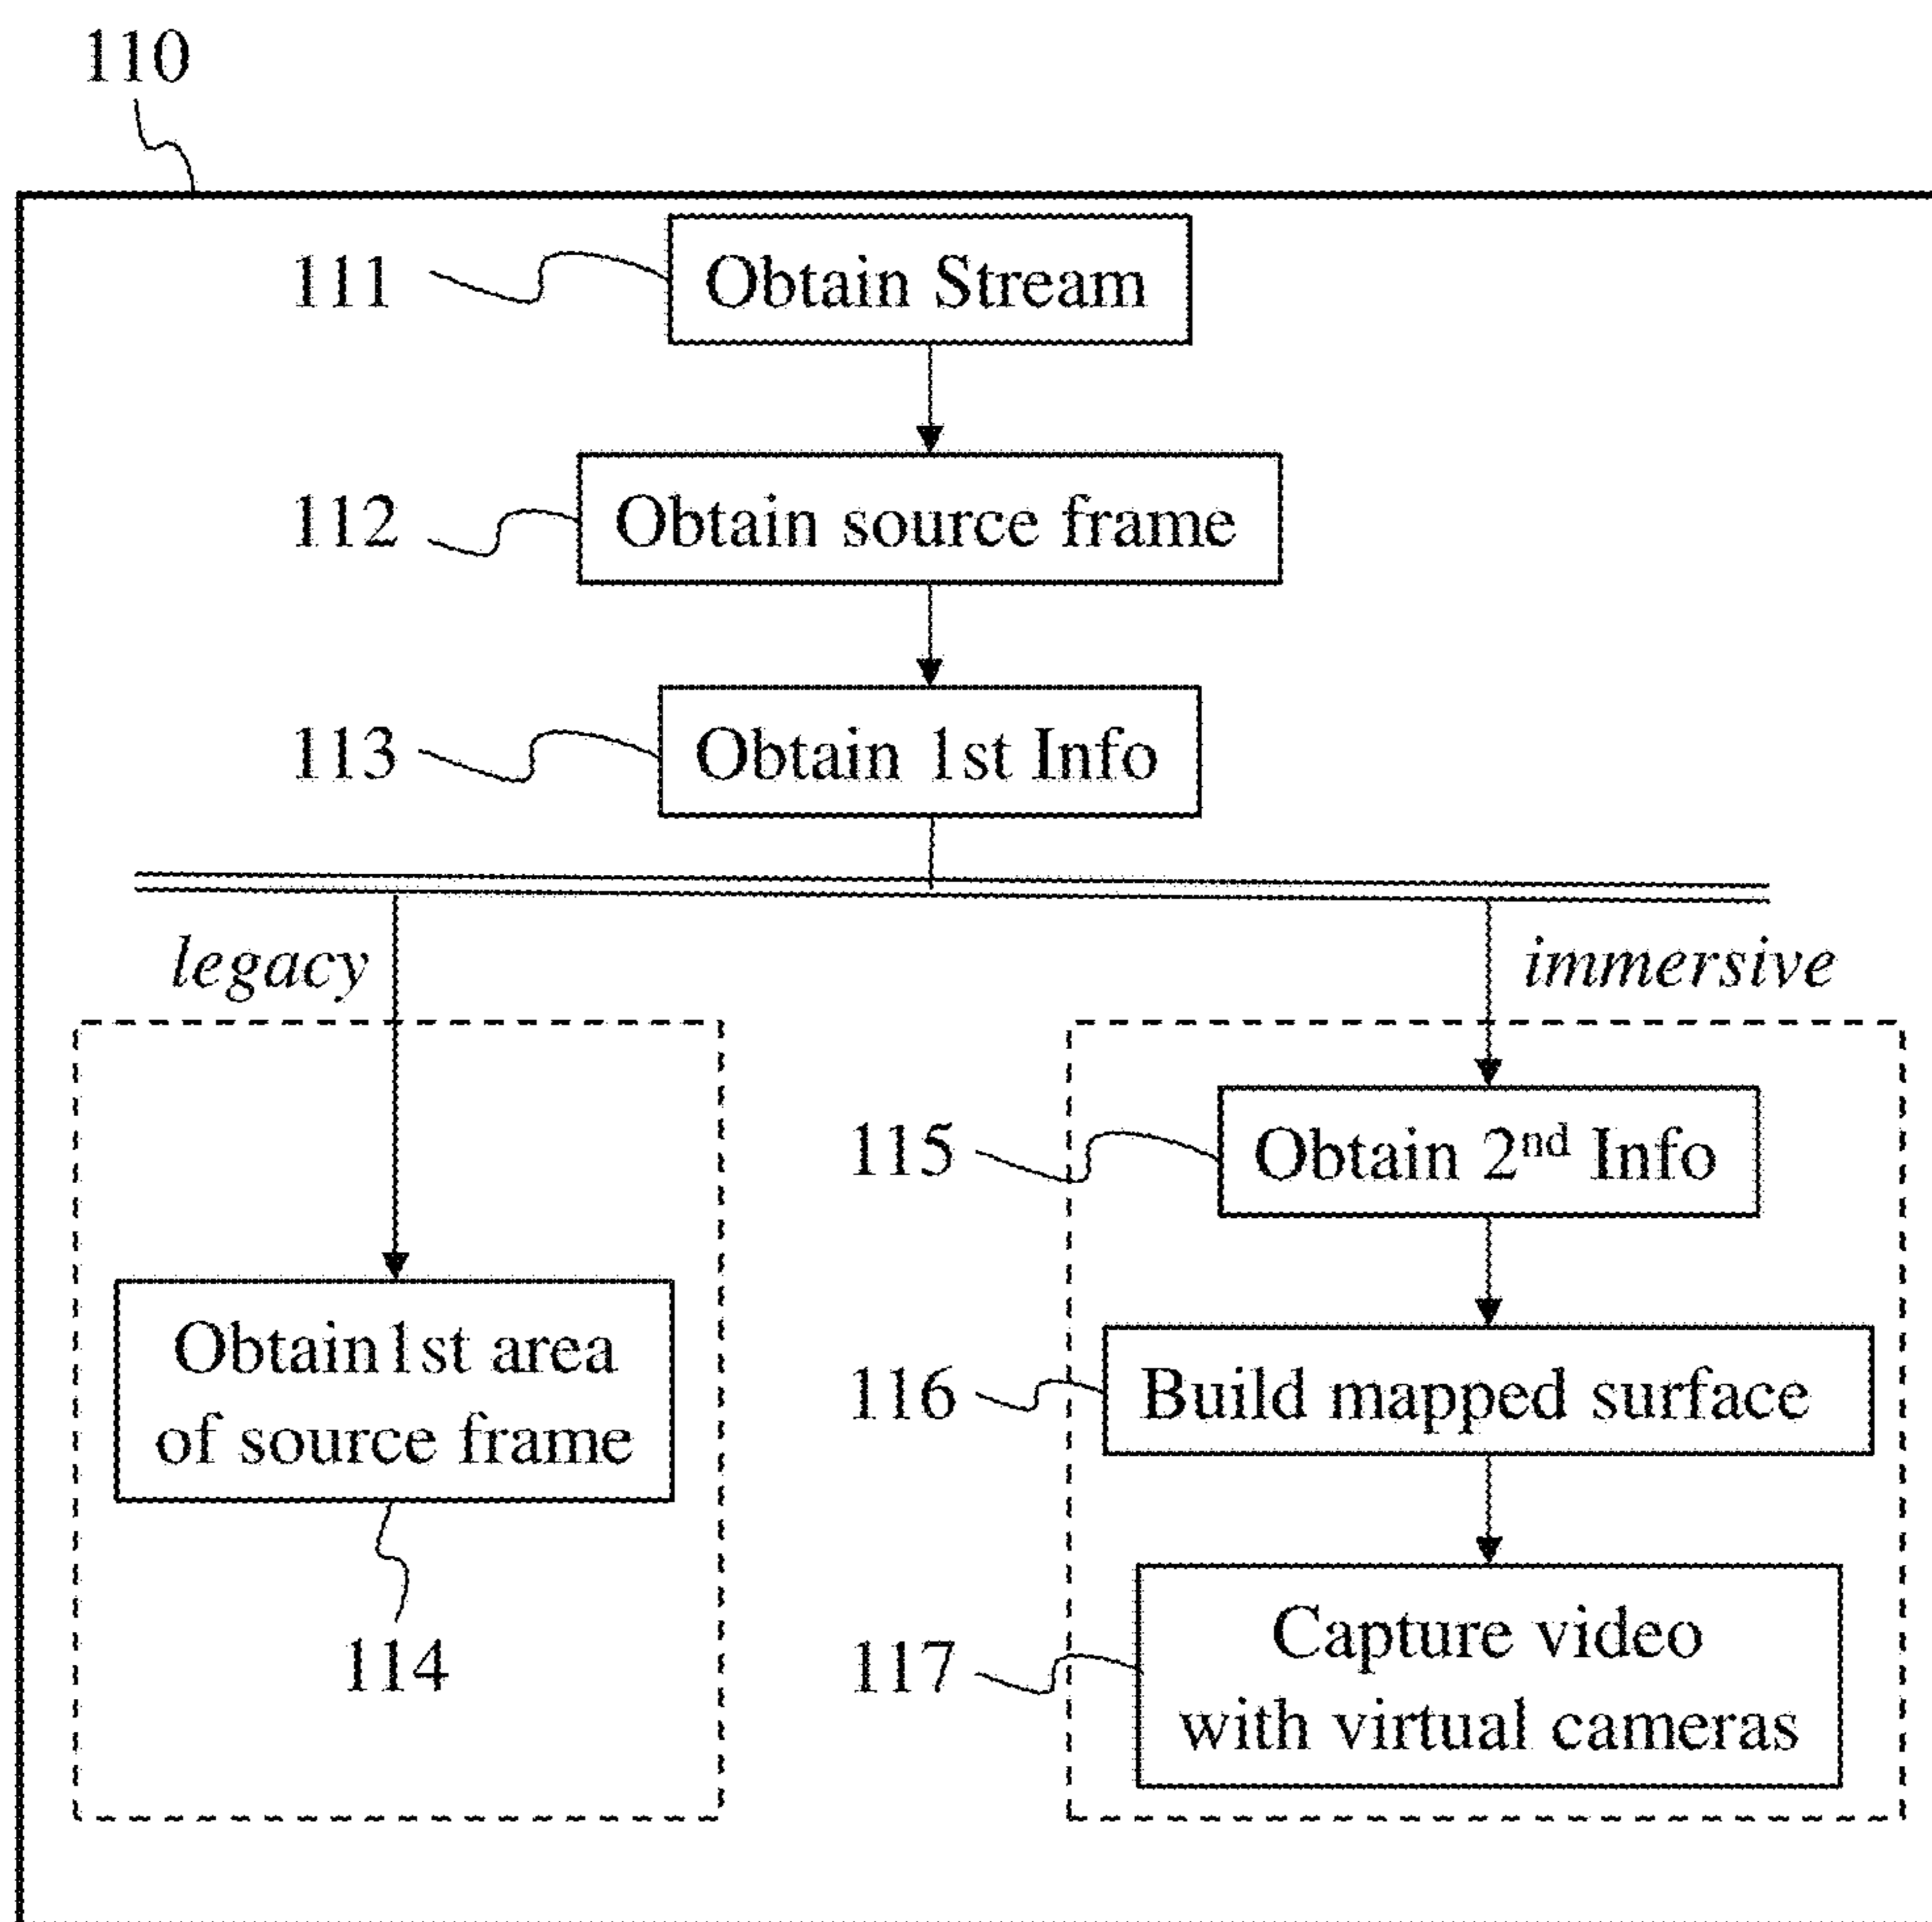 110
111 Obtain Stream
112 Obtain source frame
113 Obtain 1st Info
legacy
immersive
115 Obtain 2nd Info
Obtain1st area
of source frame
114
116 Build mapped surface
117 Capture video
with virtual cameras